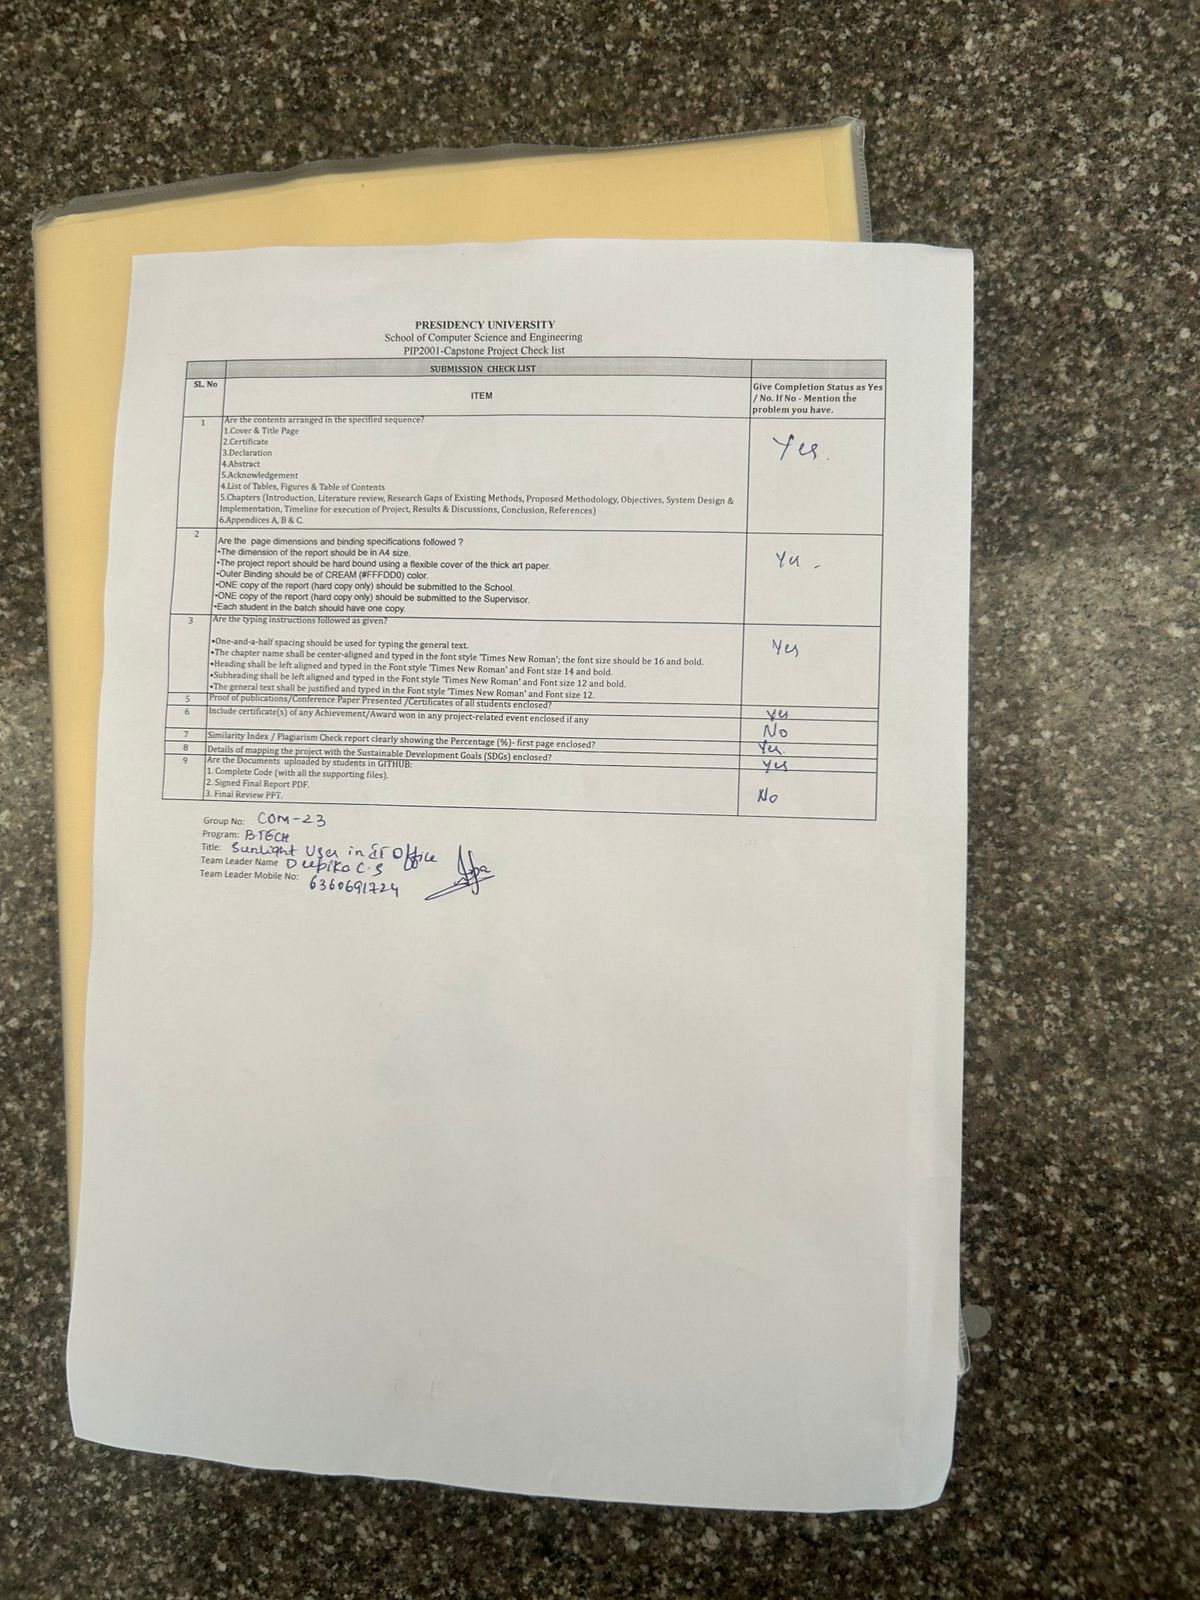 PRESIDENCY UNIVERSITY
School of Computer Science and Engineering
PIP2001-Capstone Project Check list
SUBMISSION CHECK LIST
SL. No
ITEM
Give Completion Status as Yes
/ No. If No - Mention the
problem you have.
1
Are the contents arranged in the specified sequence?
1.Cover & Title Page
2.Certificate
3.Declaration
4.Abstract
5.Acknowledgement
4.List of Tables, Figures & Table of Contents
5.Chapters (Introduction, Literature review, Research Gaps of Existing Methods, Proposed Methodology, Objectives, System Design &
Implementation, Timeline for execution of Project, Results & Discussions, Conclusion, References)
6.Appendices A, B & C.
Yes.
2
Are the page dimensions and binding specifications followed ?
•The dimension of the report should be in A4 size.
•The project report should be hard bound using a flexible cover of the thick art paper.
•Outer Binding should be of CREAM (#FFFDD0) color.
•ONE copy of the report (hard copy only) should be submitted to the School.
•ONE copy of the report (hard copy only) should be submitted to the Supervisor.
•Each student in the batch should have one copy.
Yes.
3
Are the typing instructions followed as given?
•One-and-a-half spacing should be used for typing the general text.
•The chapter name shall be center-aligned and typed in the font style 'Times New Roman'; the font size should be 16 and bold.
•Heading shall be left aligned and typed in the Font style 'Times New Roman' and Font size 14 and bold.
•Subheading shall be left aligned and typed in the Font style 'Times New Roman' and Font size 12 and bold.
•The general text shall be justified and typed in the Font style 'Times New Roman' and Font size 12.
Yes
5 Proof of publications/Conference Paper Presented /Certificates of all students enclosed? Yes
6 Include certificate(s) of any Achievement/Award won in any project-related event enclosed if any No
7 Similarity Index / Plagiarism Check report clearly showing the Percentage (%)- first page enclosed? Yes.
8 Details of mapping the project with the Sustainable Development Goals (SDGs) enclosed? Yes
9 Are the Documents uploaded by students in GITHUB:
1. Complete Code (with all the supporting files).
2. Signed Final Report PDF.
3. Final Review PPT.
No
Group No: COM-23
Program: B.TECH
Title: Sunlight User in IT Office
Team Leader Name Deepika C.S
Team Leader Mobile No: 6360691724